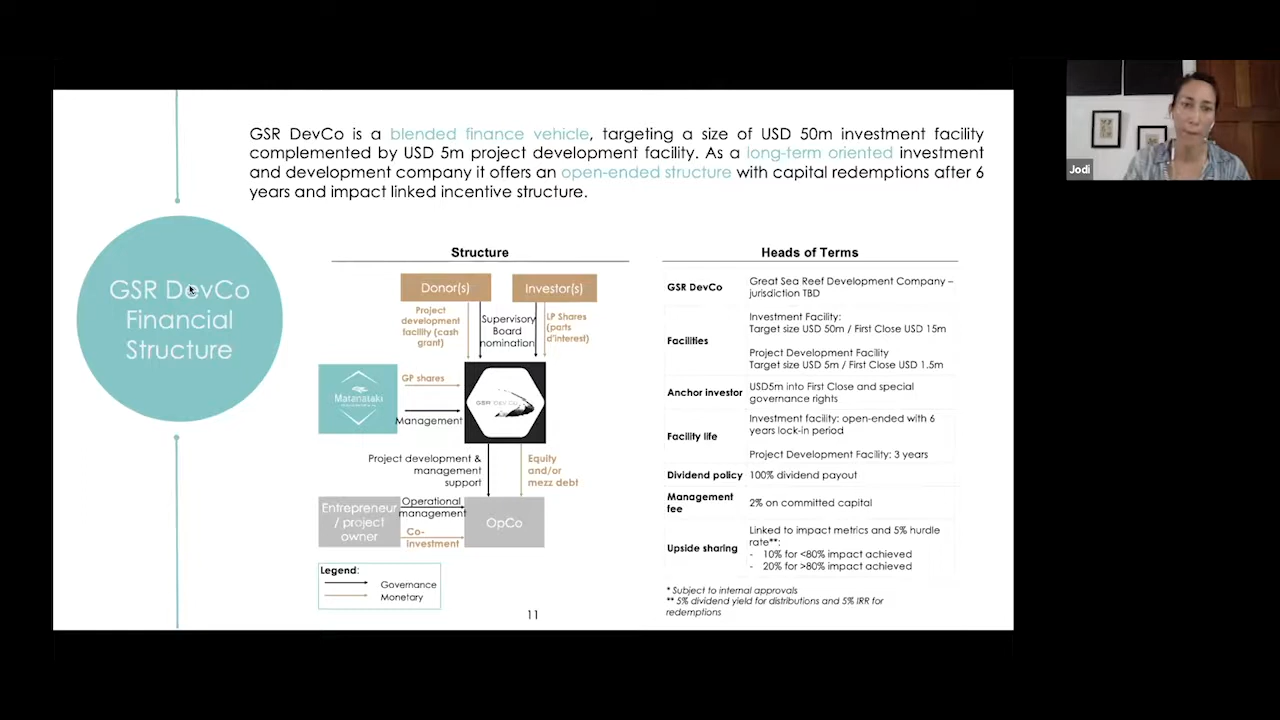 GSR DevCo is a blended finance vehicle, targeting a size of USD 50m investment facility
complemented by USD 5m project development facility. As a long-term oriented investment
and development company it offers an open-ended structure with capital redemptions after 6
years and impact linked incentive structure.
Jodi
GSR DevCo
Financial
Structure
Structure
Donor(s)
Investor(s)
Project
development
facility (cash
grant)
Supervisory
Board
nomination
LP Shares
(parts
d'interest)
Matanataki
GP shares
Management
GSR DevCo
Project development &
management
support
Equity
and/or
mezz debt
Entrepreneur
/ project
owner
Operational
management
Co-
investment
OpCo
Legend:
Governance
Monetary
Heads of Terms
GSR DevCo
Great Sea Reef Development Company –
jurisdiction TBD
Facilities
Investment Facility:
Target size USD 50m / First Close USD 15m
Project Development Facility
Target size USD 5m / First Close USD 1.5m
Anchor investor
USD5m into First Close and special
governance rights
Facility life
Investment facility: open-ended with 6
years lock-in period
Project Development Facility: 3 years
Dividend policy
100% dividend payout
Management
fee
2% on committed capital
Upside sharing
Linked to impact metrics and 5% hurdle
rate**:
- 10% for <80% impact achieved
- 20% for >80% impact achieved
* Subject to internal approvals
** 5% dividend yield for distributions and 5% IRR for
redemptions
11